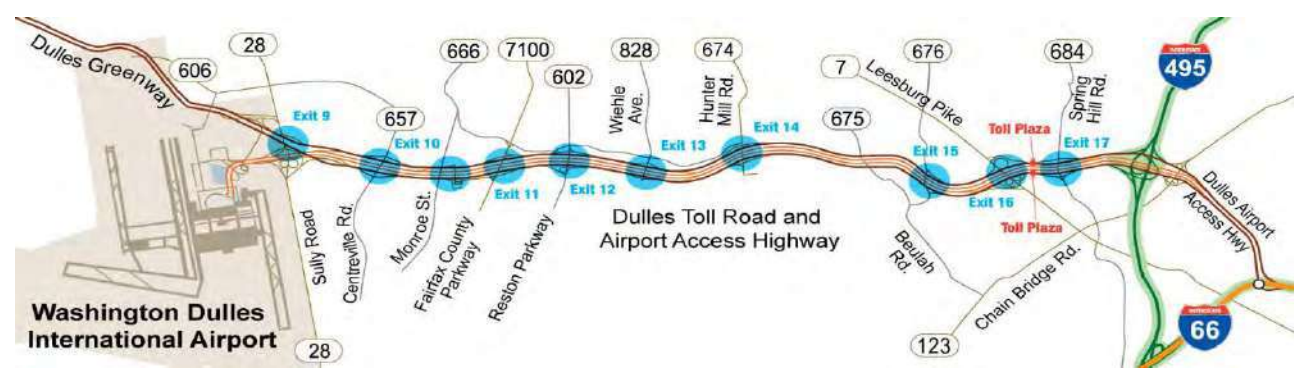 Dulles Greenway
606
28
Exit 9
657
Exit 10
666
7100
Exit 11
602
Exit 12
828
Wiehle
Ave.
Exit 13
674
Hunter
Mill Rd.
Exit 14
7
Leesburg Pike
675
676
Exit 15
Exit 16
Toll Plaza
Toll Plaza
684
Spring
Hill Rd.
Exit 17
INTERSTATE
495
Dulles Airport
Access Hwy
Sully Road
Centreville Rd.
Monroe St.
Fairfax County
Parkway
Reston Parkway
Dulles Toll Road and
Airport Access Highway
Beulah
Rd.
Chain Bridge Rd.
123
INTERSTATE
66
Washington Dulles
International Airport
28